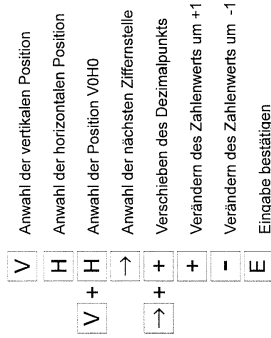 V Anwahl der vertikalen Position
H Anwahl der horizontalen Position
V + H Anwahl der Position V0H0
→ Anwahl der nächsten Ziffernstelle
→ + + Verschieben des Dezimalpunkts
+ Verändern des Zahlenwerts um +1
- Verändern des Zahlenwerts um -1
E Eingabe bestätigen